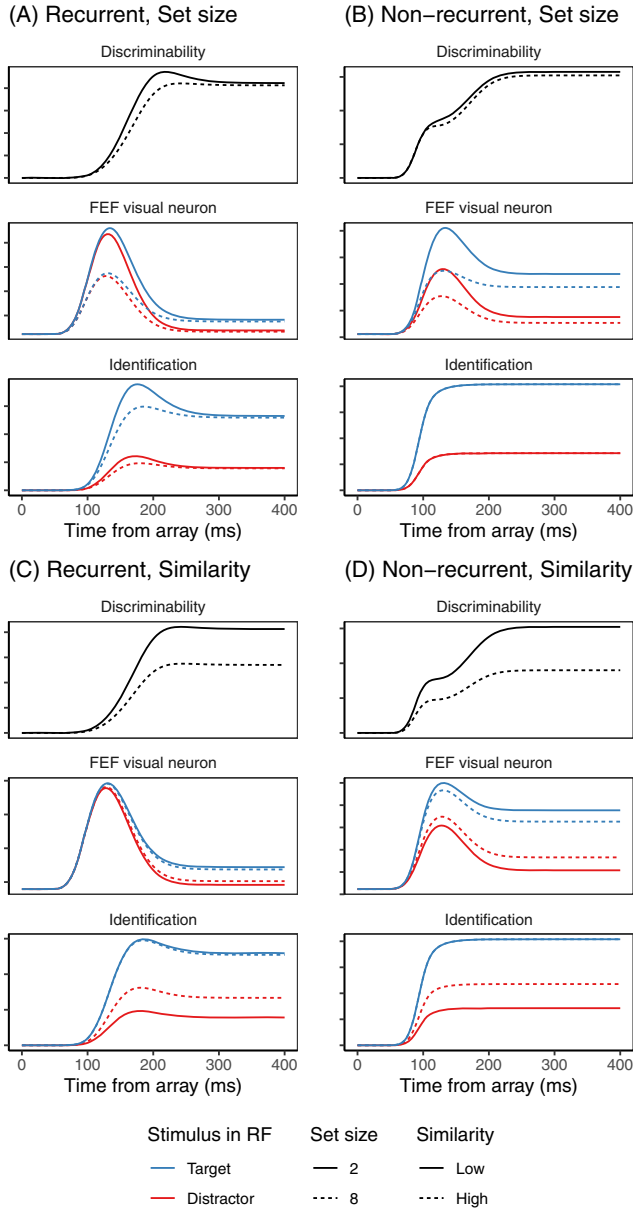 (A) Recurrent, Set size
Discriminability
FEF visual neuron
Identification
0 100 200 300 400
Time from array (ms)
(B) Non−recurrent, Set size
Discriminability
FEF visual neuron
Identification
0 100 200 300 400
Time from array (ms)
(C) Recurrent, Similarity
Discriminability
FEF visual neuron
Identification
0 100 200 300 400
Time from array (ms)
(D) Non−recurrent, Similarity
Discriminability
FEF visual neuron
Identification
0 100 200 300 400
Time from array (ms)
Stimulus in RF
Target
Distractor
Set size
2
8
Similarity
Low
High